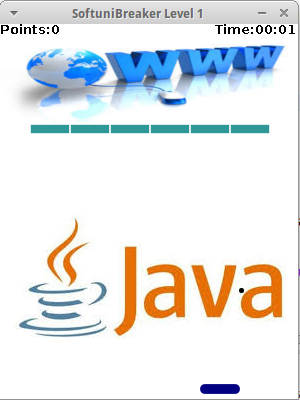 SoftuniBreaker Level 1
Points:0 Time:00:01
www
Java